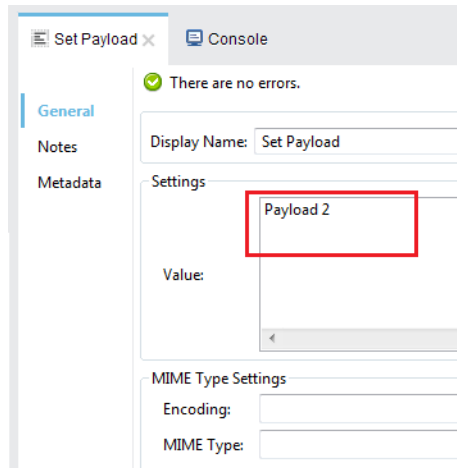 Set Payload
Console
There are no errors.
General
Notes
Metadata
Display Name: Set Payload
Settings
Value: Payload 2
MIME Type Settings
Encoding:
MIME Type: